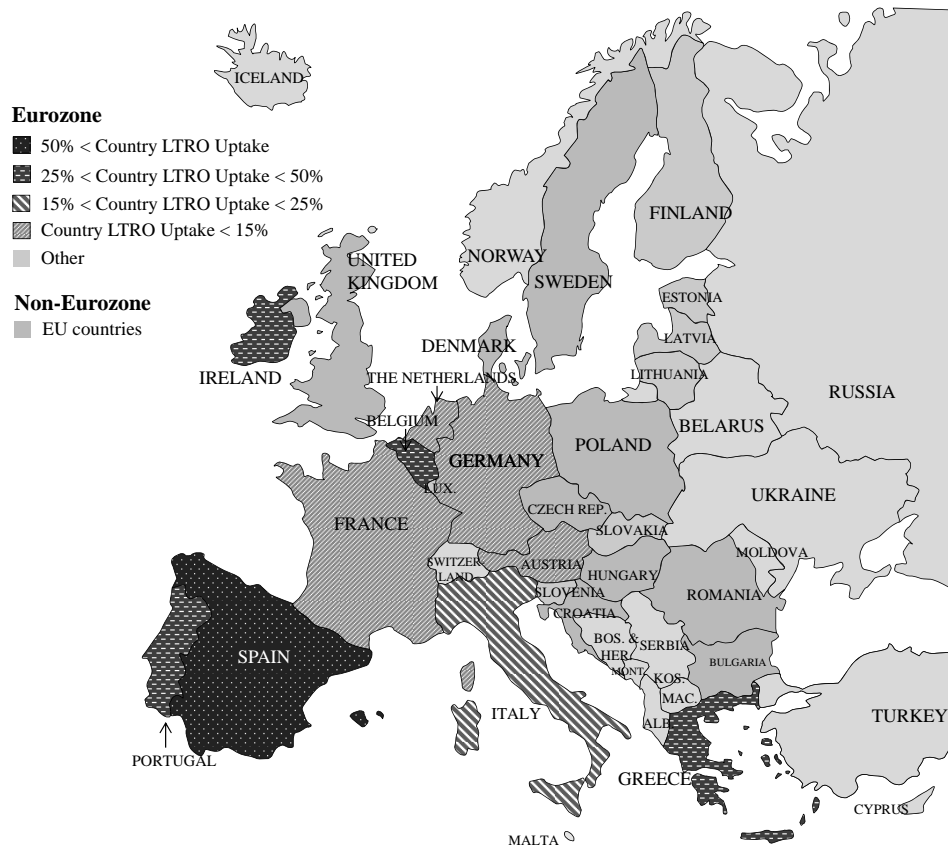 ICELAND
Eurozone
50% < Country LTRO Uptake
25% < Country LTRO Uptake < 50%
15% < Country LTRO Uptake < 25%
Country LTRO Uptake < 15%
Other
Non-Eurozone
EU countries
FINLAND
NORWAY
UNITED
KINGDOM
SWEDEN
ESTONIA
LATVIA
DENMARK
IRELAND
THE NETHERLANDS
LITHUANIA
RUSSIA
BELGIUM
BELARUS
POLAND
GERMANY
LUX.
UKRAINE
CZECH REP.
FRANCE
SLOVAKIA
MOLDOVA
SWITZER-
LAND
AUSTRIA
HUNGARY
SLOVENIA
ROMANIA
CROATIA
BOS. &
HER.
SERBIA
SPAIN
MONT.
KOS.
BULGARIA
MAC.
ITALY
ALB.
TURKEY
PORTUGAL
GREECE
CYPRUS
MALTA